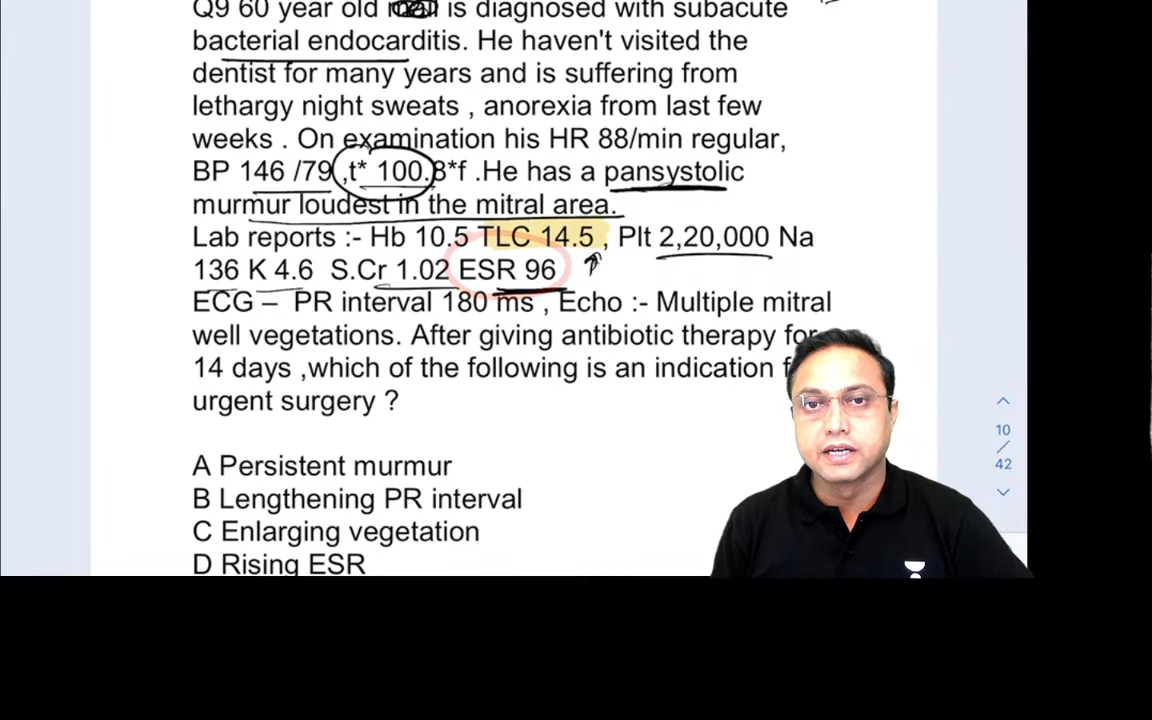 Q9 60 year old is diagnosed with subacute
bacterial endocarditis. He haven't visited the
dentist for many years and is suffering from
lethargy night sweats , anorexia from last few
weeks . On examination his HR 88/min regular,
BP 146 /79 ,t* 100.8*f .He has a pansystolic
murmur loudest in the mitral area.
Lab reports :- Hb 10.5 TLC 14.5 , Plt 2,20,000 Na
136 K 4.6 S.Cr 1.02 ESR 96
ECG – PR interval 180 ms , Echo :- Multiple mitral
well vegetations. After giving antibiotic therapy for
14 days ,which of the following is an indication
urgent surgery ?
A Persistent murmur
B Lengthening PR interval
C Enlarging vegetation
D Rising ESR
10
/
42